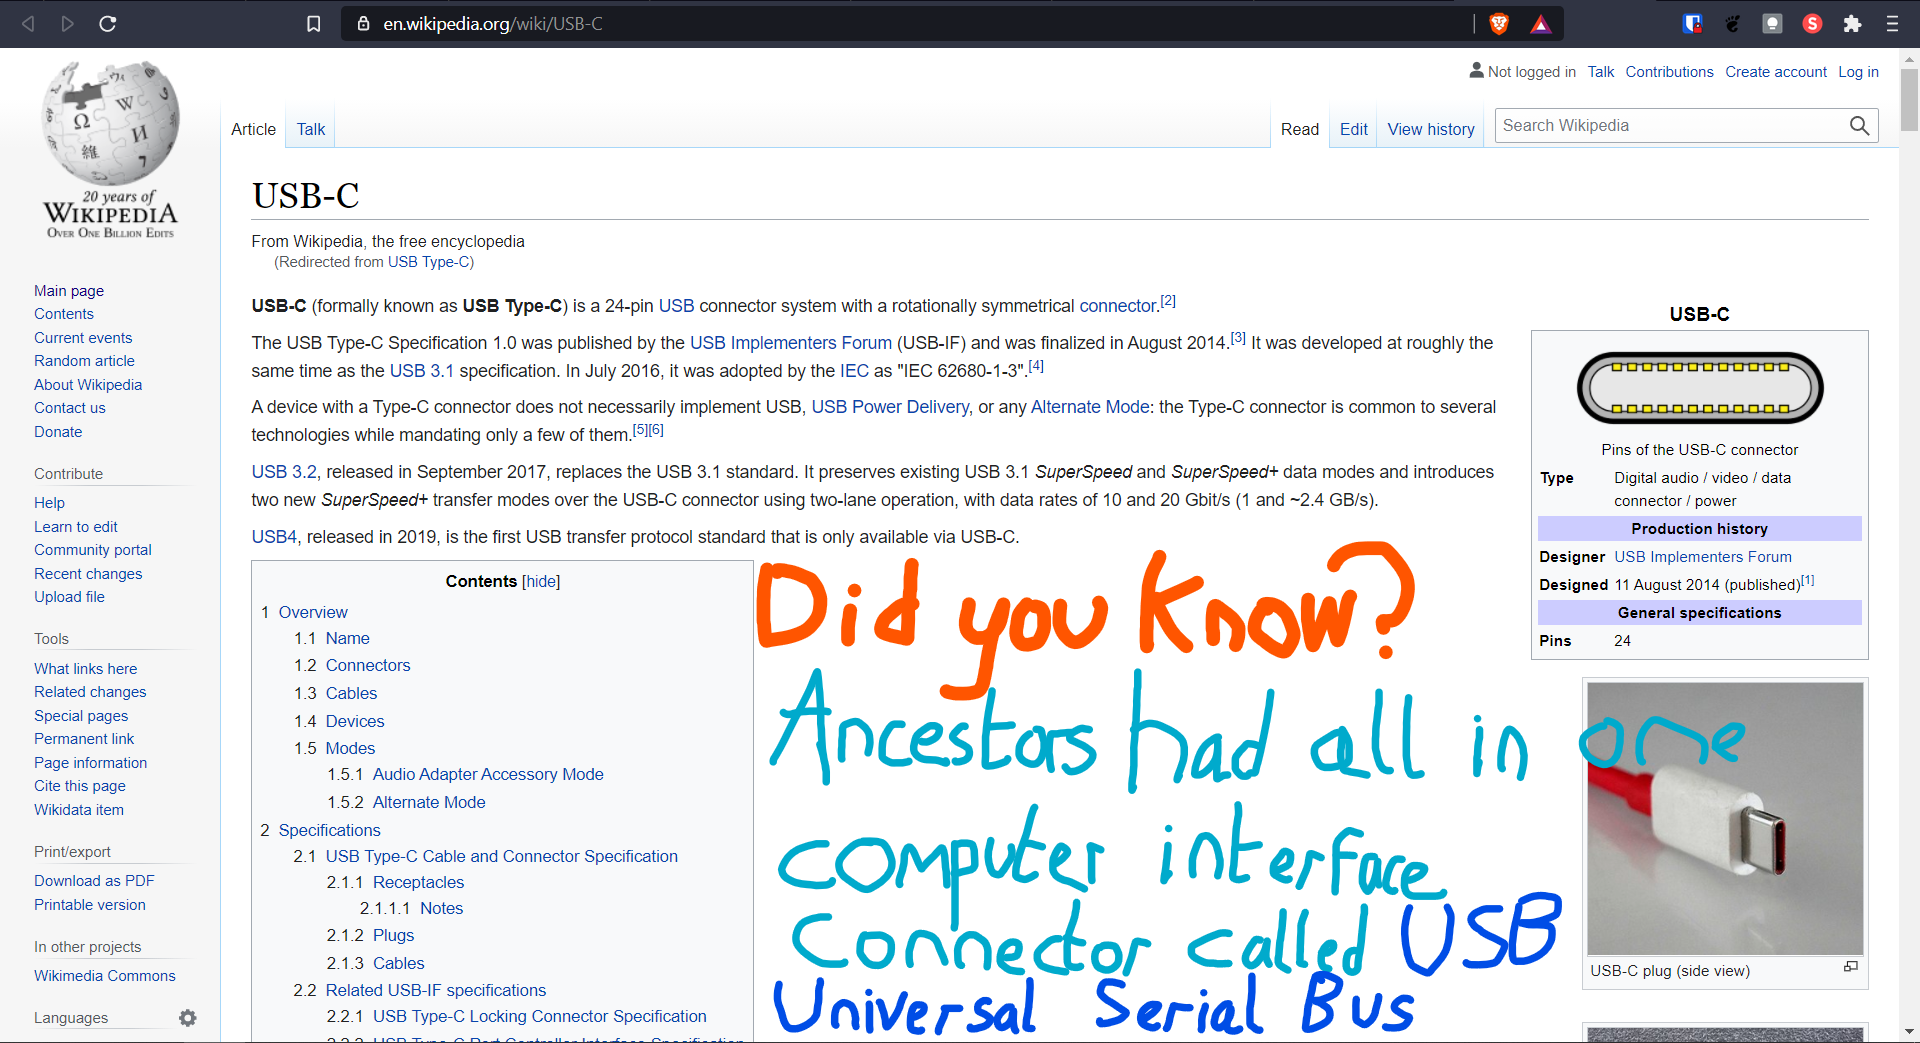 en.wikipedia.org/wiki/USB-C
Not logged in Talk Contributions Create account Log in
Article Talk Read Edit View history Search Wikipedia
20 years of
WIKIPEDIA
OVER ONE BILLION EDITS
Main page
Contents
Current events
Random article
About Wikipedia
Contact us
Donate
Contribute
Help
Learn to edit
Community portal
Recent changes
Upload file
Tools
What links here
Related changes
Special pages
Permanent link
Page information
Cite this page
Wikidata item
Print/export
Download as PDF
Printable version
In other projects
Wikimedia Commons
Languages
USB-C
From Wikipedia, the free encyclopedia
(Redirected from USB Type-C)
USB-C (formally known as USB Type-C) is a 24-pin USB connector system with a rotationally symmetrical connector.[2]
The USB Type-C Specification 1.0 was published by the USB Implementers Forum (USB-IF) and was finalized in August 2014.[3] It was developed at roughly the
same time as the USB 3.1 specification. In July 2016, it was adopted by the IEC as "IEC 62680-1-3".[4]
A device with a Type-C connector does not necessarily implement USB, USB Power Delivery, or any Alternate Mode: the Type-C connector is common to several
technologies while mandating only a few of them.[5][6]
USB 3.2, released in September 2017, replaces the USB 3.1 standard. It preserves existing USB 3.1 SuperSpeed and SuperSpeed+ data modes and introduces
two new SuperSpeed+ transfer modes over the USB-C connector using two-lane operation, with data rates of 10 and 20 Gbit/s (1 and ~2.4 GB/s).
USB4, released in 2019, is the first USB transfer protocol standard that is only available via USB-C.
Contents [hide]
1 Overview
1.1 Name
1.2 Connectors
1.3 Cables
1.4 Devices
1.5 Modes
1.5.1 Audio Adapter Accessory Mode
1.5.2 Alternate Mode
2 Specifications
2.1 USB Type-C Cable and Connector Specification
2.1.1 Receptacles
2.1.1.1 Notes
2.1.2 Plugs
2.1.3 Cables
2.2 Related USB-IF specifications
2.2.1 USB Type-C Locking Connector Specification
2.2.2 USB Type-C Port Controller Interface Specification
Did you know?
Ancestors had all in one
computer interface
Connector called USB
Universal Serial Bus
USB-C
Pins of the USB-C connector
Type Digital audio / video / data
connector / power
Production history
Designer USB Implementers Forum
Designed 11 August 2014 (published)[1]
General specifications
Pins 24
USB-C plug (side view)